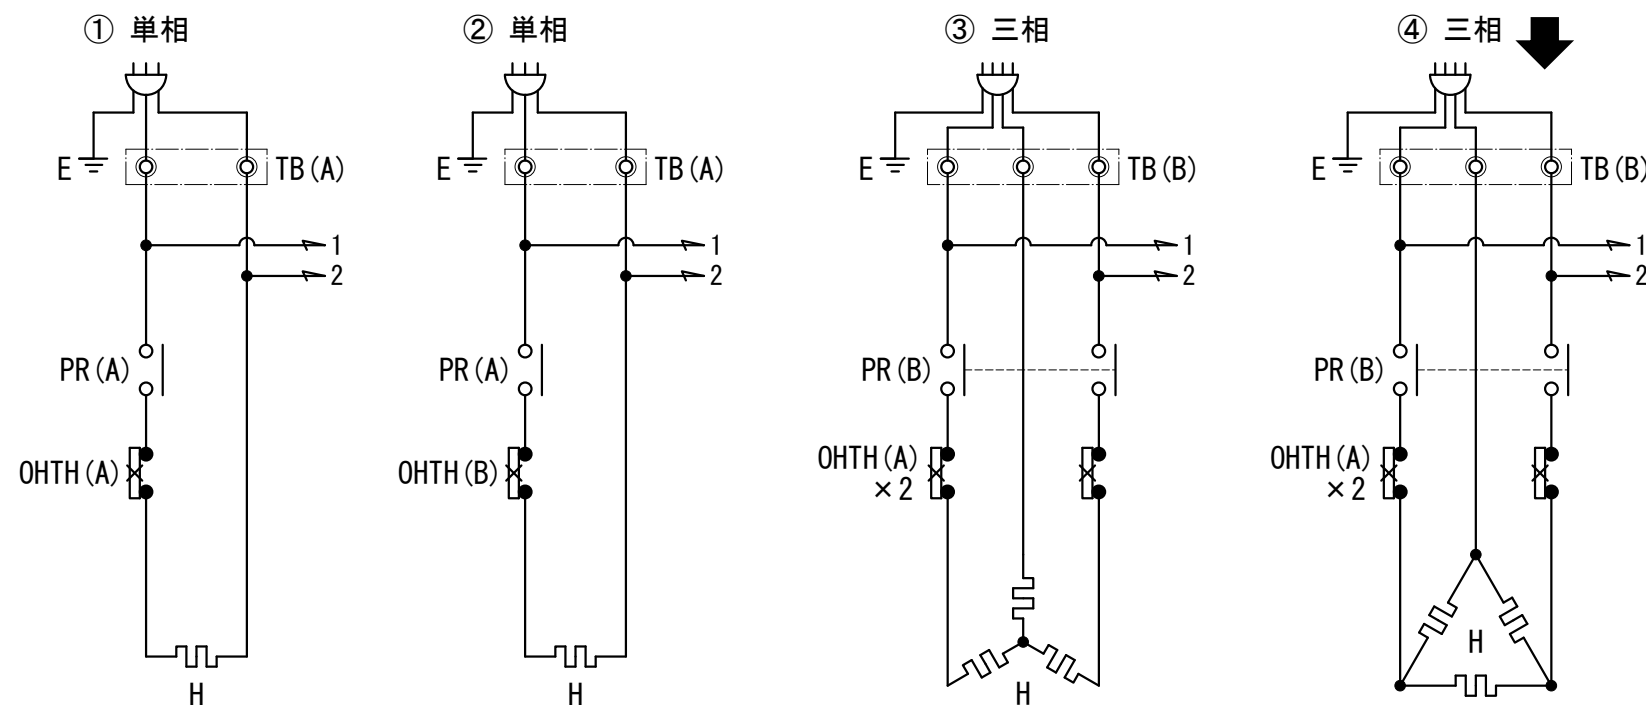 ① 単相
② 単相
③ 三相
④ 三相
E
TB(A)
E
TB(A)
E
TB(B)
E
TB(B)
1
1
1
1
2
2
2
2
PR(A)
PR(A)
PR(B)
PR(B)
OHTH(A)
OHTH(B)
OHTH(A)
×2
OHTH(A)
×2
H
H
H
H